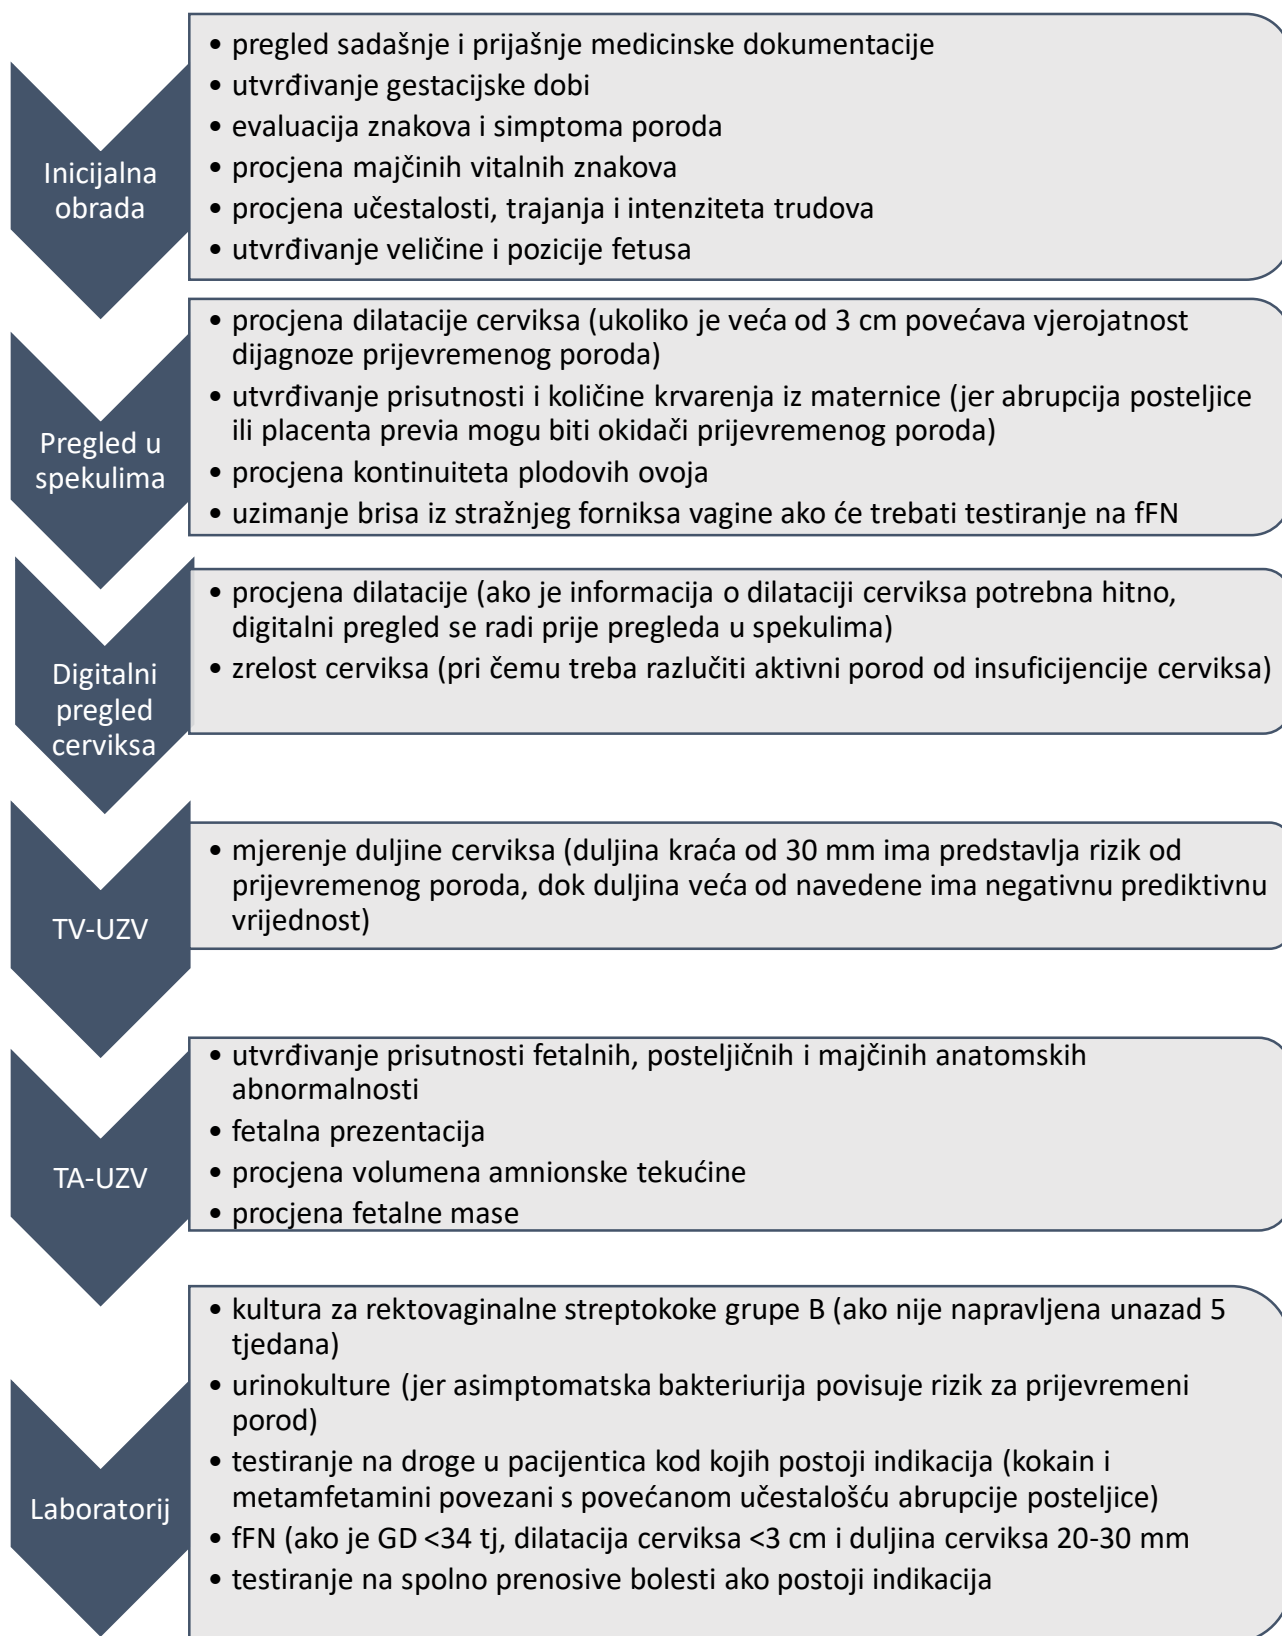 Inicijalna
obrada
• pregled sadašnje i prijašnje medicinske dokumentacije
• utvrđivanje gestacijske dobi
• evaluacija znakova i simptoma poroda
• procjena majčinih vitalnih znakova
• procjena učestalosti, trajanja i intenziteta trudova
• utvrđivanje veličine i pozicije fetusa
Pregled u
spekulima
• procjena dilatacije cerviksa (ukoliko je veća od 3 cm povećava vjerojatnost
dijagnoze prijevremenog poroda)
• utvrđivanje prisutnosti i količine krvarenja iz maternice (jer abrupcija posteljice
ili placenta previa mogu biti okidači prijevremenog poroda)
• procjena kontinuiteta plodovih ovoja
• uzimanje brisa iz stražnjeg forniksa vagine ako će trebati testiranje na fFN
Digitalni
pregled
cerviksa
• procjena dilatacije (ako je informacija o dilataciji cerviksa potrebna hitno,
digitalni pregled se radi prije pregleda u spekulima)
• zrelost cerviksa (pri čemu treba razlučiti aktivni porod od insuficijencije cerviksa)
TV-UZV
• mjerenje duljine cerviksa (duljina kraća od 30 mm ima predstavlja rizik od
prijevremenog poroda, dok duljina veća od navedene ima negativnu prediktivnu
vrijednost)
TA-UZV
• utvrđivanje prisutnosti fetalnih, posteljičnih i majčinih anatomskih
abnormalnosti
• fetalna prezentacija
• procjena volumena amnionske tekućine
• procjena fetalne mase
Laboratorij
• kultura za rektovaginalne streptokoke grupe B (ako nije napravljena unazad 5
tjedana)
• urinokulture (jer asimptomatska bakteriurija povisuje rizik za prijevremeni
porod)
• testiranje na droge u pacijentica kod kojih postoji indikacija (kokain i
metamfetamini povezani s povećanom učestalošću abrupcije posteljice)
• fFN (ako je GD <34 tj, dilatacija cerviksa <3 cm i duljina cerviksa 20-30 mm
• testiranje na spolno prenosive bolesti ako postoji indikacija